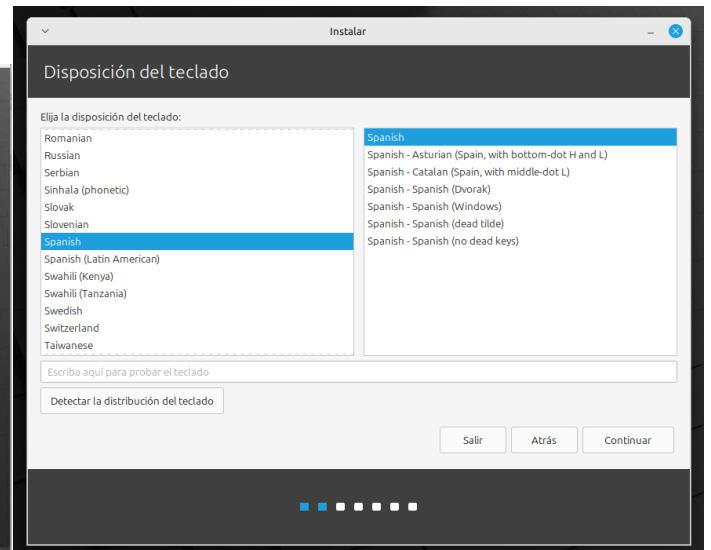 Instalar
Disposición del teclado
Elija la disposición del teclado:
Romanian
Russian
Serbian
Sinhala (phonetic)
Slovak
Slovenian
Spanish
Spanish (Latin American)
Swahili (Kenya)
Swahili (Tanzania)
Swedish
Switzerland
Taiwanese
Spanish
Spanish - Asturian (Spain, with bottom-dot H and L)
Spanish - Catalan (Spain, with middle-dot L)
Spanish - Spanish (Dvorak)
Spanish - Spanish (Windows)
Spanish - Spanish (dead tilde)
Spanish - Spanish (no dead keys)
Escriba aquí para probar el teclado
Detectar la distribución del teclado
Salir Atrás Continuar